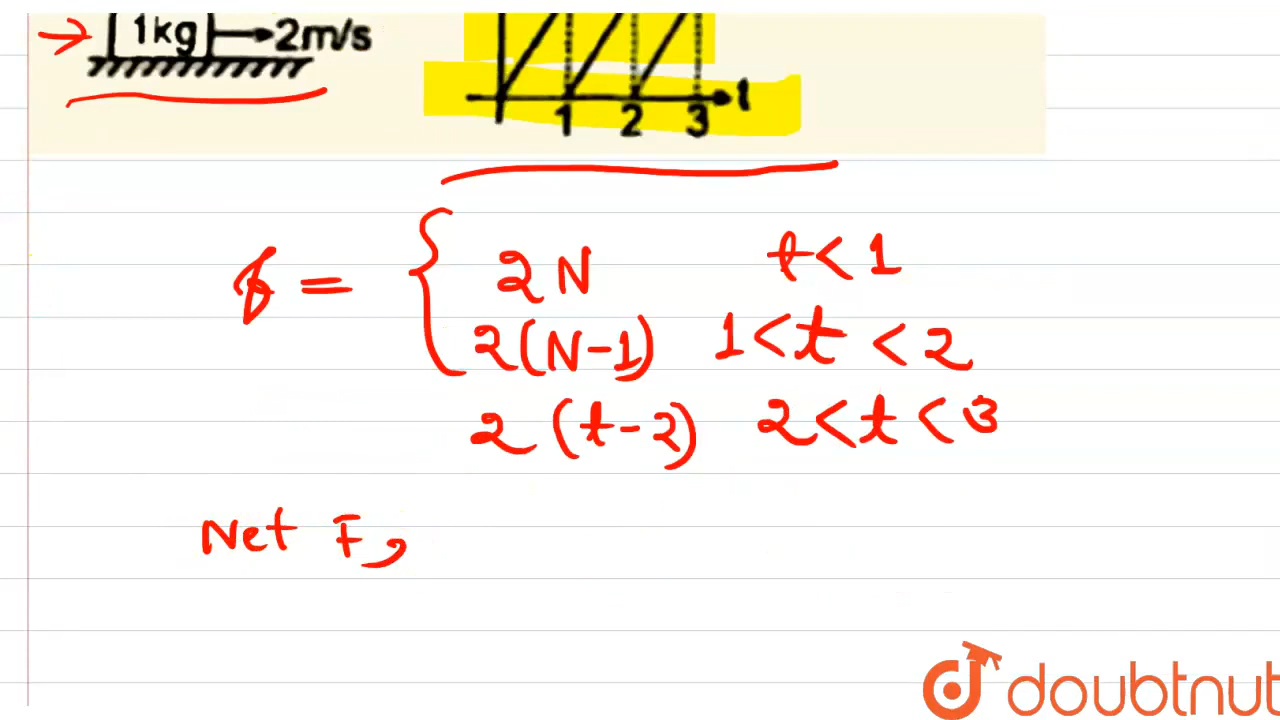 1kg 2m/s
t
1 2 3
f = { 2N t < 1
2(N-1) 1 < t < 2
2(t-2) 2 < t < 3
Net F,
doubtnut